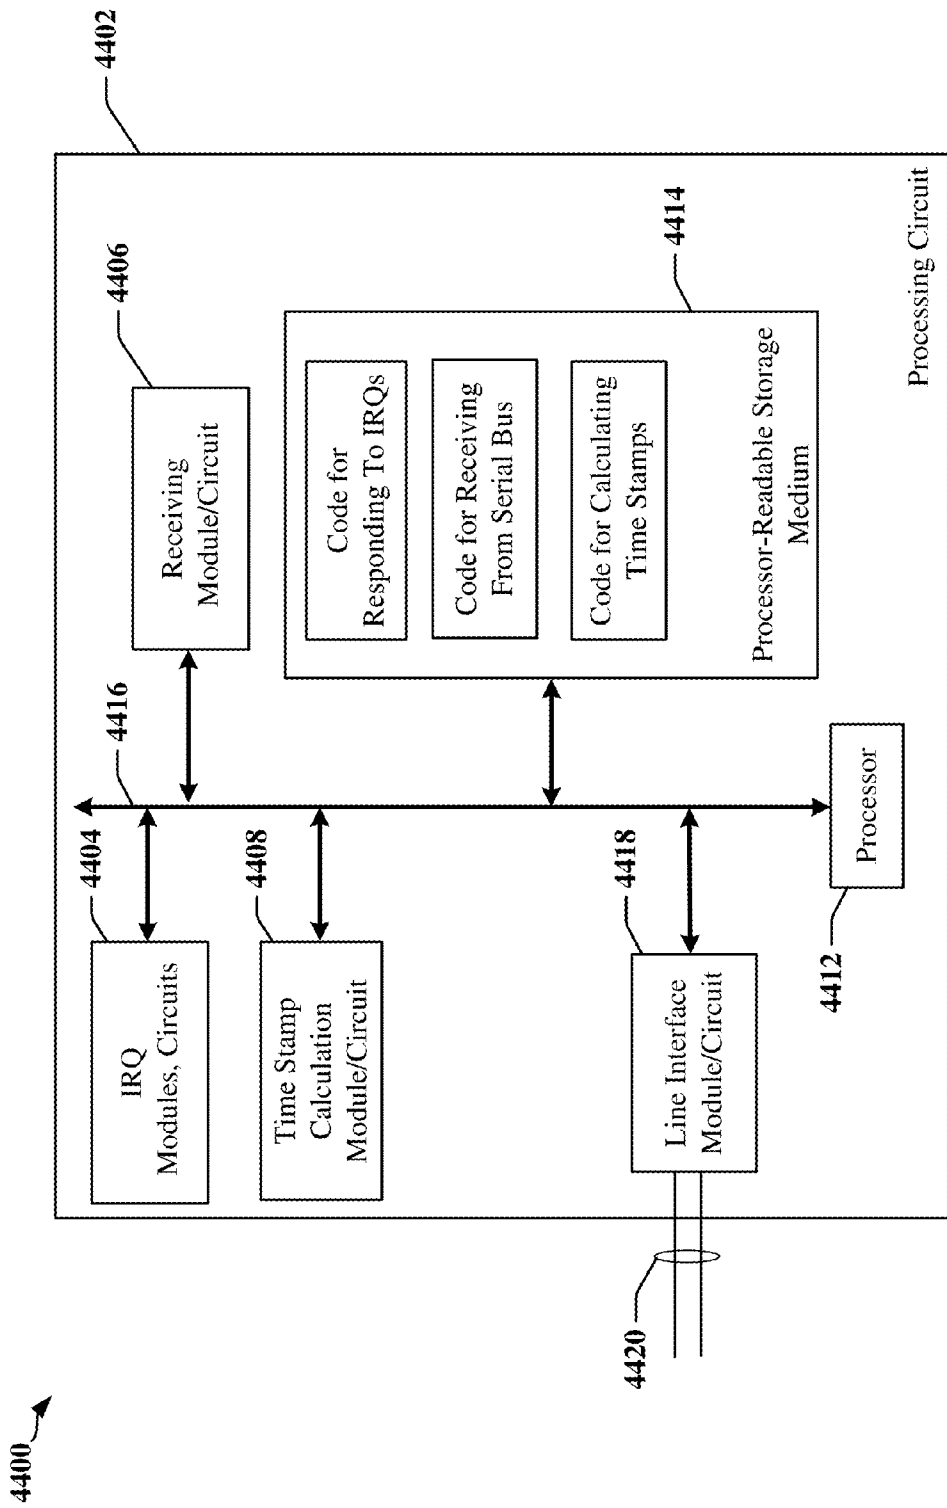 4400
4402
4404
IRQ
Modules, Circuits
4416
4406
Receiving
Module/Circuit
4408
Time Stamp
Calculation
Module/Circuit
4414
Code for
Responding To IRQs
Code for Receiving
From Serial Bus
Code for Calculating
Time Stamps
Processor-Readable Storage
Medium
4418
Line Interface
Module/Circuit
4420
4412
Processor
Processing Circuit